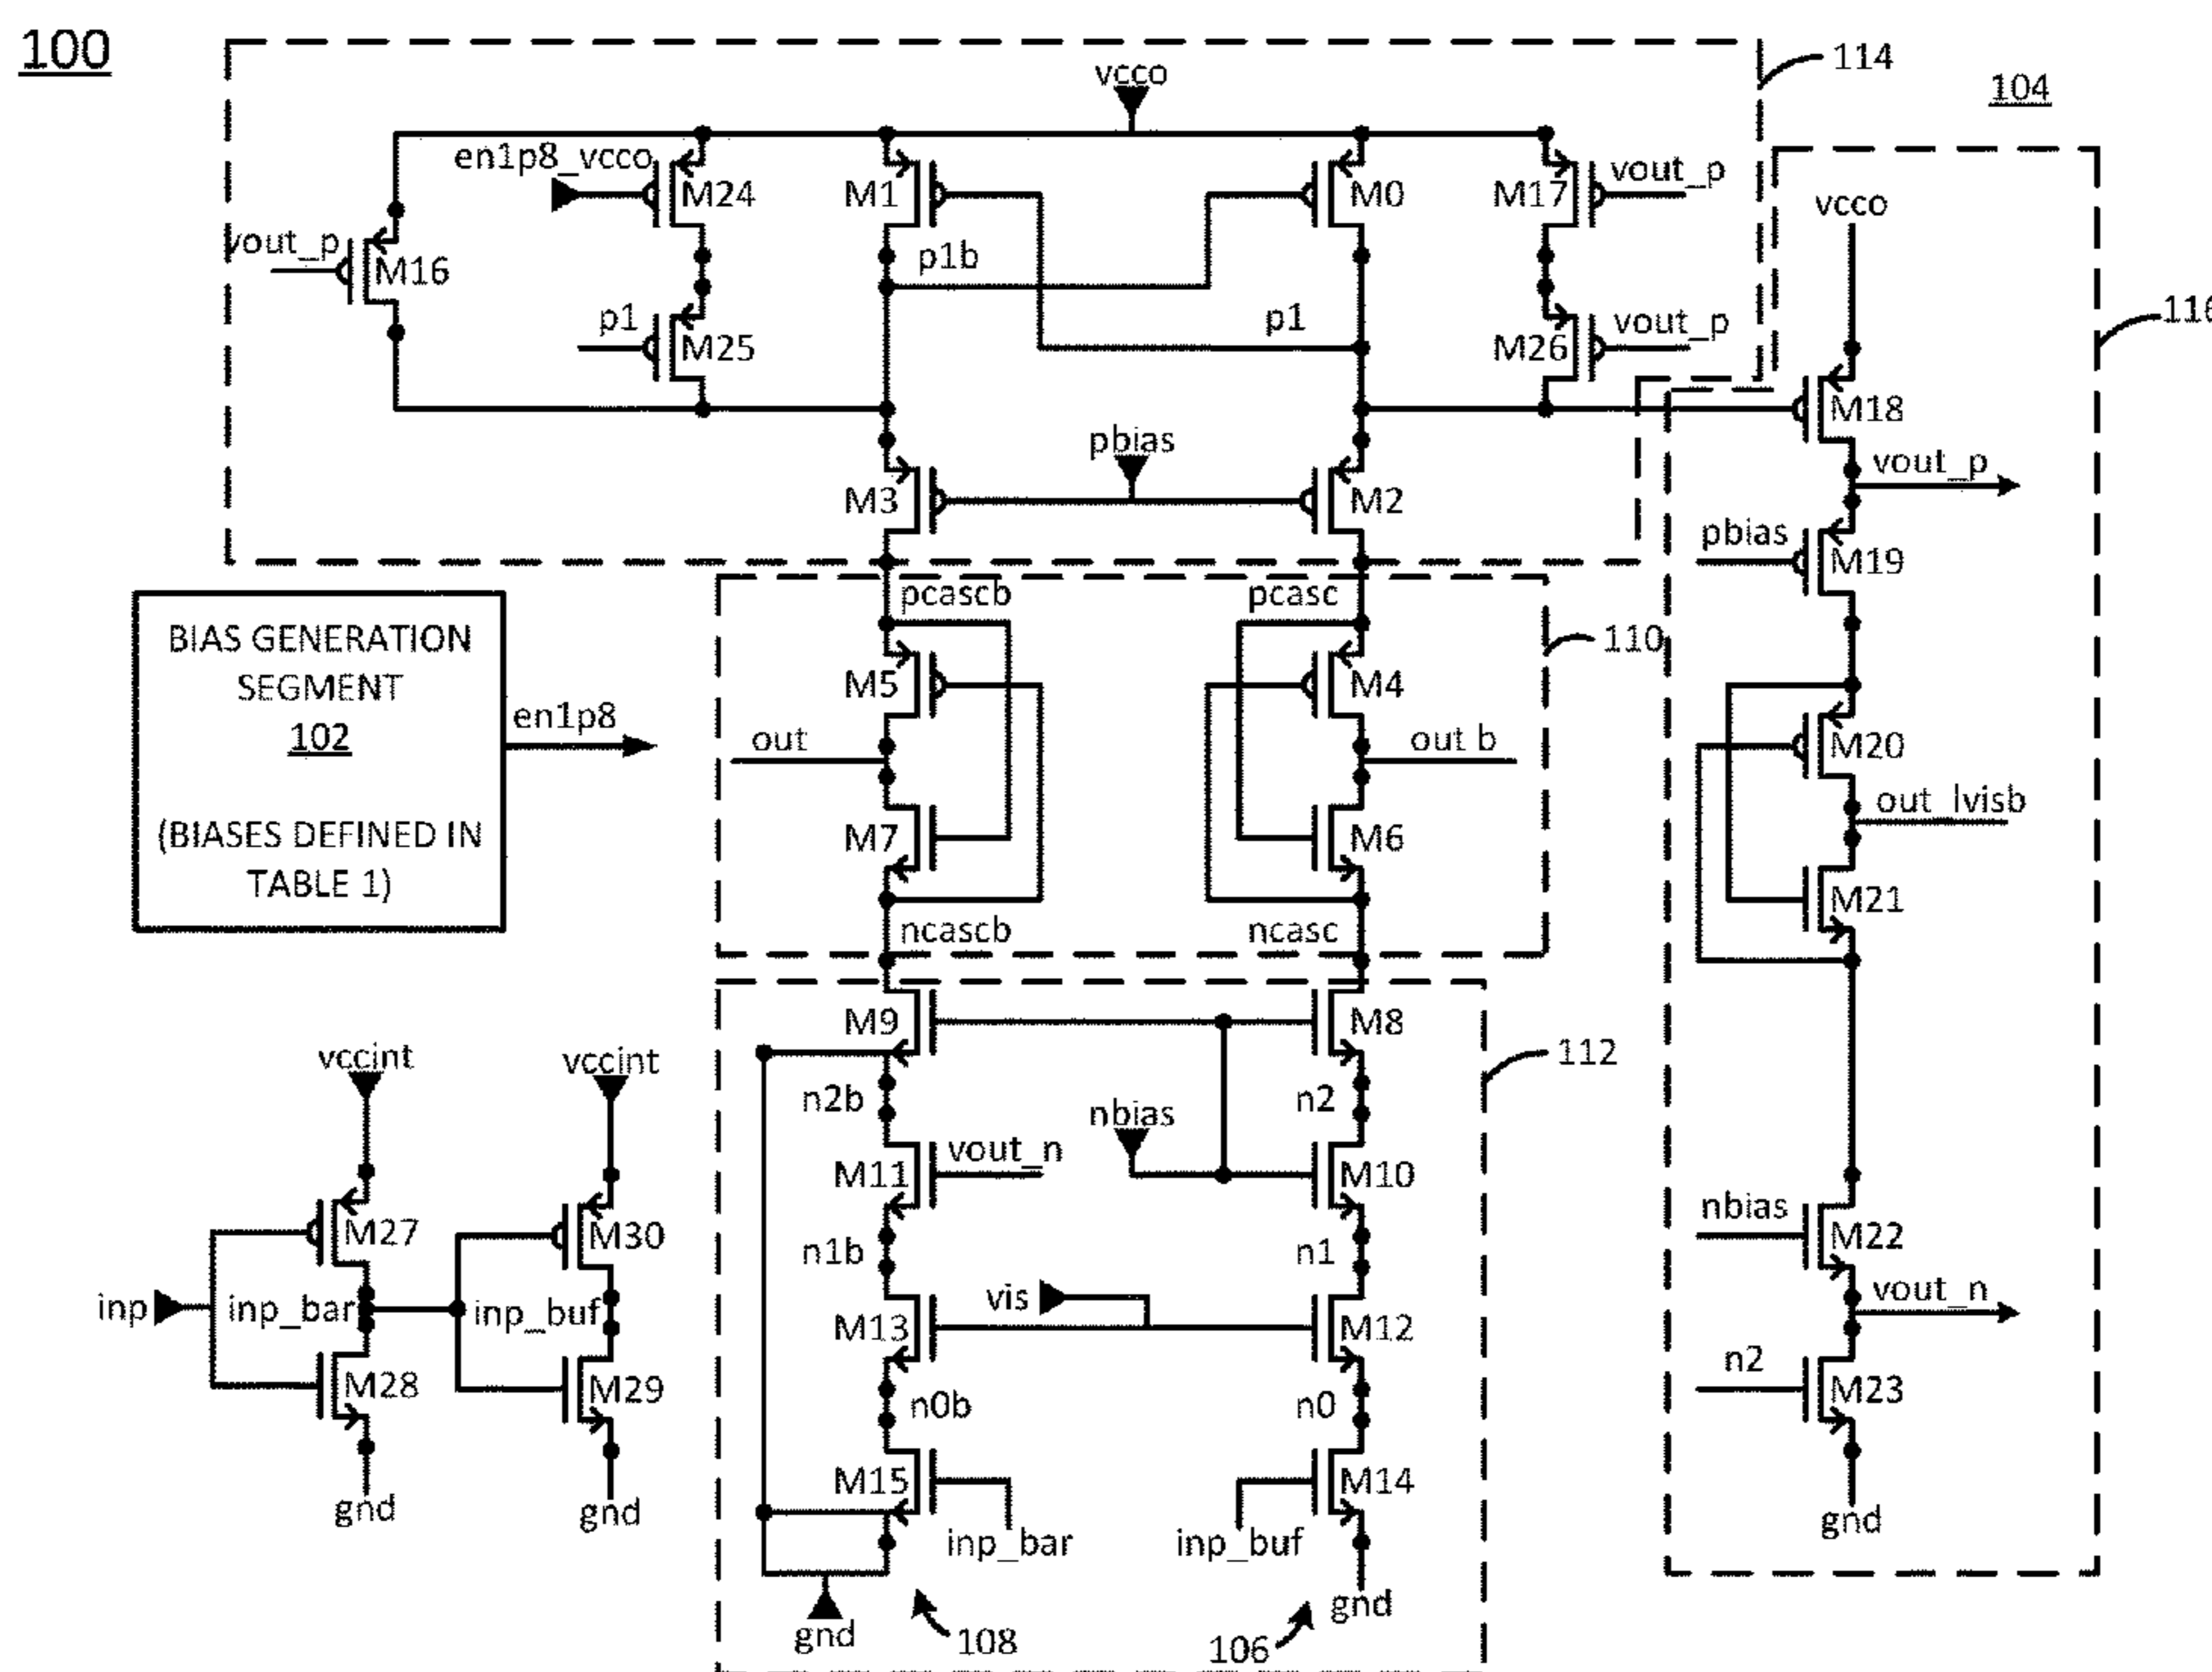 100
114
104
vcco
en1p8_vcco
M24
M1
M0
M17
vout_p
vcco
vout_p
M16
p1b
p1
M25
p1
M26
vout_p
116
M18
pbias
vout_p
M3
M2
pbias
M19
BIAS GENERATION
SEGMENT
102
(BIASES DEFINED IN
TABLE 1)
en1p8
pcascb
pcasc
110
M5
M4
out
out b
M20
out_lvisb
M7
M6
M21
ncascb
ncasc
M9
M8
112
vccint
vccint
n2b
nbias
n2
M11
vout_n
M10
nbias
M22
M27
M30
n1b
n1
inp
inp_bar
inp_buf
vis
vout_n
M13
M12
n2
M28
M29
n0b
n0
M23
M15
M14
gnd
gnd
inp_bar
inp_buf
gnd
gnd
gnd
108
106